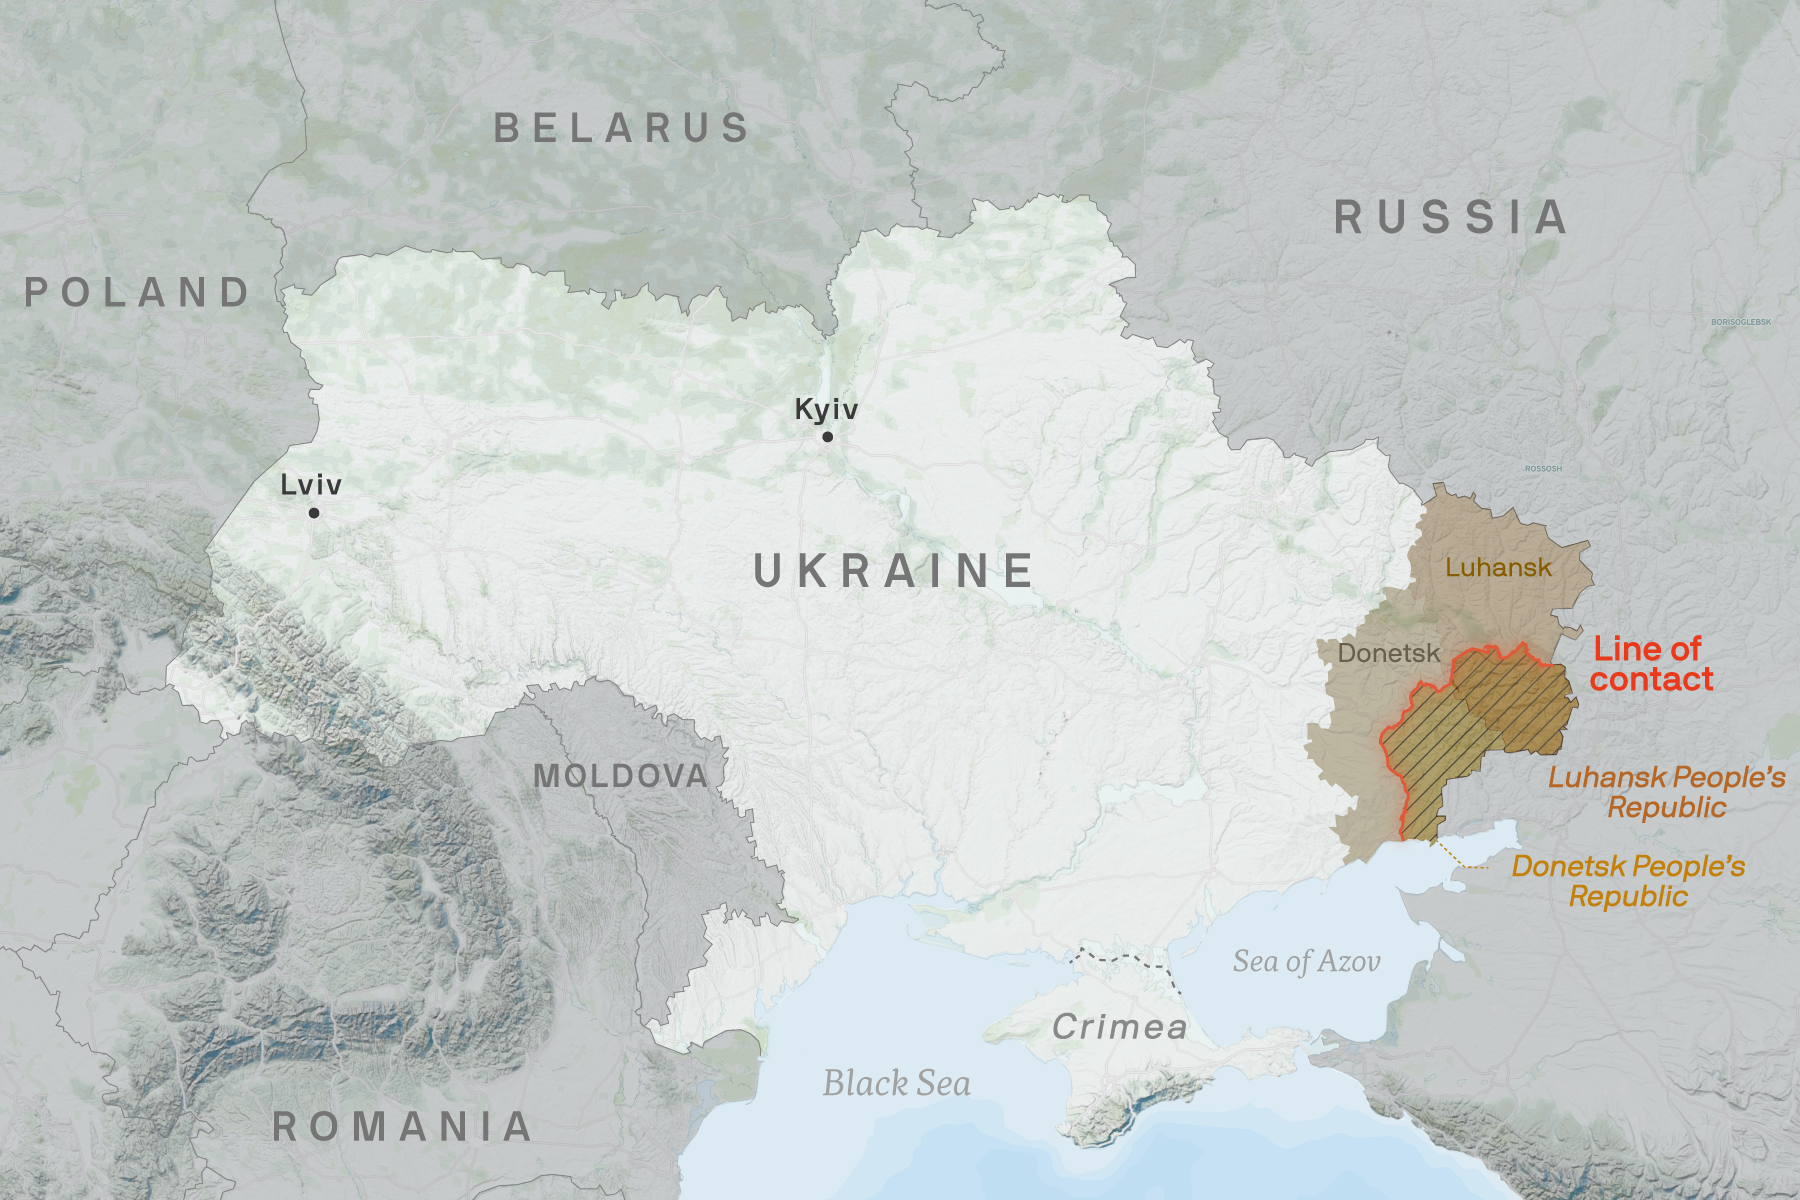 BELARUS
RUSSIA
POLAND
BORISOGLEBSK
Kyiv
ROSSOSH
Lviv
UKRAINE
Luhansk
Donetsk
Line of
contact
MOLDOVA
Luhansk People's
Republic
Donetsk People's
Republic
Sea of Azov
Crimea
Black Sea
ROMANIA